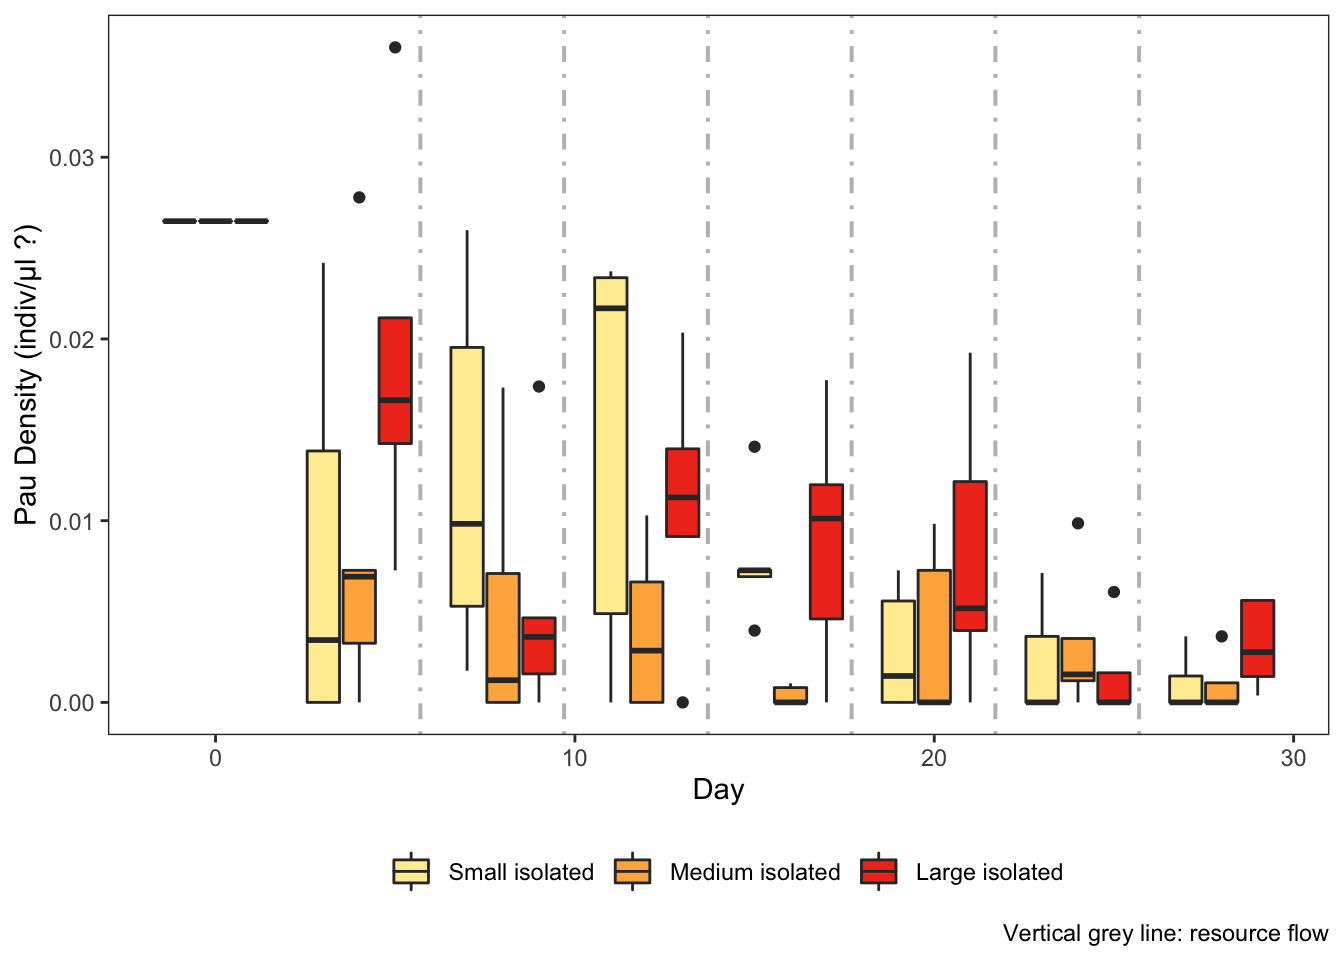 Pau Density (indiv/µl ?)
0.03
0.02
0.01
0.00
0 10 20 30
Day
Small isolated Medium isolated Large isolated
Vertical grey line: resource flow